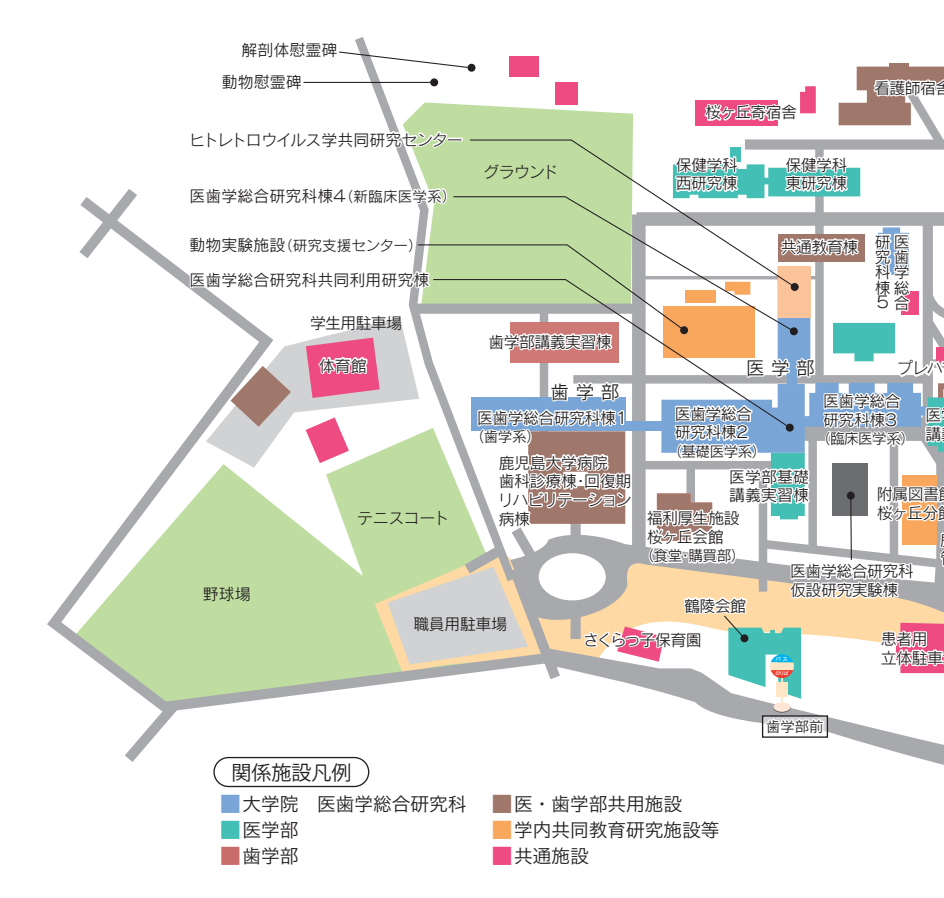 解剖体慰霊碑
動物慰霊碑
看護師宿舎
桜ヶ丘寄宿舎
ヒトレトロウイルス学共同研究センター
グラウンド
保健学科
西研究棟
保健学科
東研究棟
医歯学総合研究科棟4(新臨床医学系)
動物実験施設(研究支援センター)
共通教育棟
医歯学総合
研究科棟5
医歯学総合研究科共同利用研究棟
学生用駐車場
体育館
歯学部講義実習棟
医学部
プレハ
歯学部
医歯学総合研究科棟1
(歯学系)
医歯学総合
研究科棟2
(基礎医学系)
医歯学総合
研究科棟3
(臨床医学系)
医学
講義
鹿児島大学病院
歯科診療棟・回復期
リハビリテーション
病棟
医学部基礎
講義実習棟
附属図書館
桜ヶ丘分館
テニスコート
福利厚生施設
桜ヶ丘会館
(食堂・購買部)
医歯学総合研究科
仮設研究実験棟
野球場
職員用駐車場
鶴陵会館
さくらっ子保育園
患者用
立体駐車
バス
のりば
歯学部前
関係施設凡例
大学院 医歯学総合研究科
医学部
歯学部
医・歯学部共用施設
学内共同教育研究施設等
共通施設